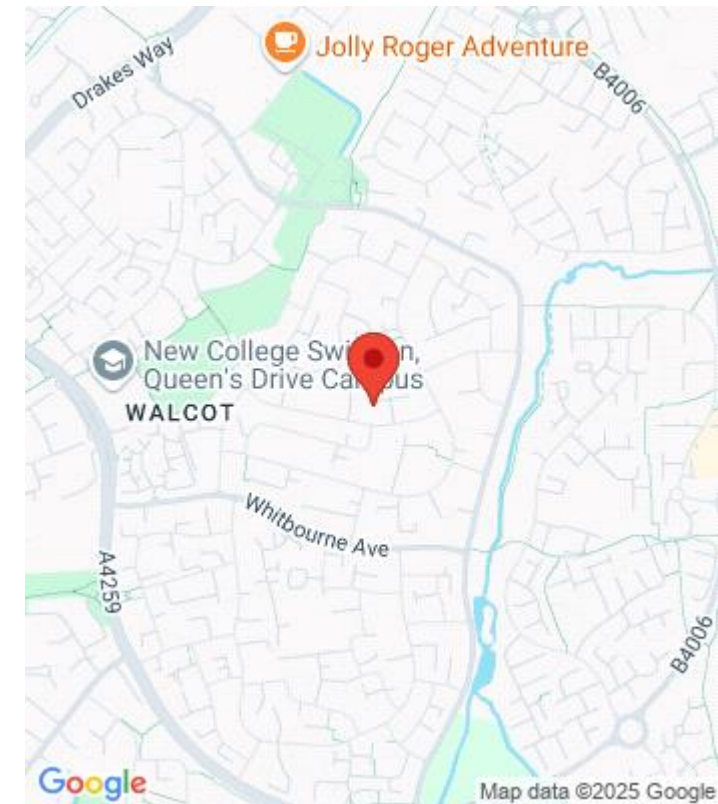 Jolly Roger Adventure
Drakes Way
B4006
New College Swi n,
Queen's Drive Ca us
WALCOT
Whitbourne Ave
A4259
B4006
Google
Map data ©2025 Google